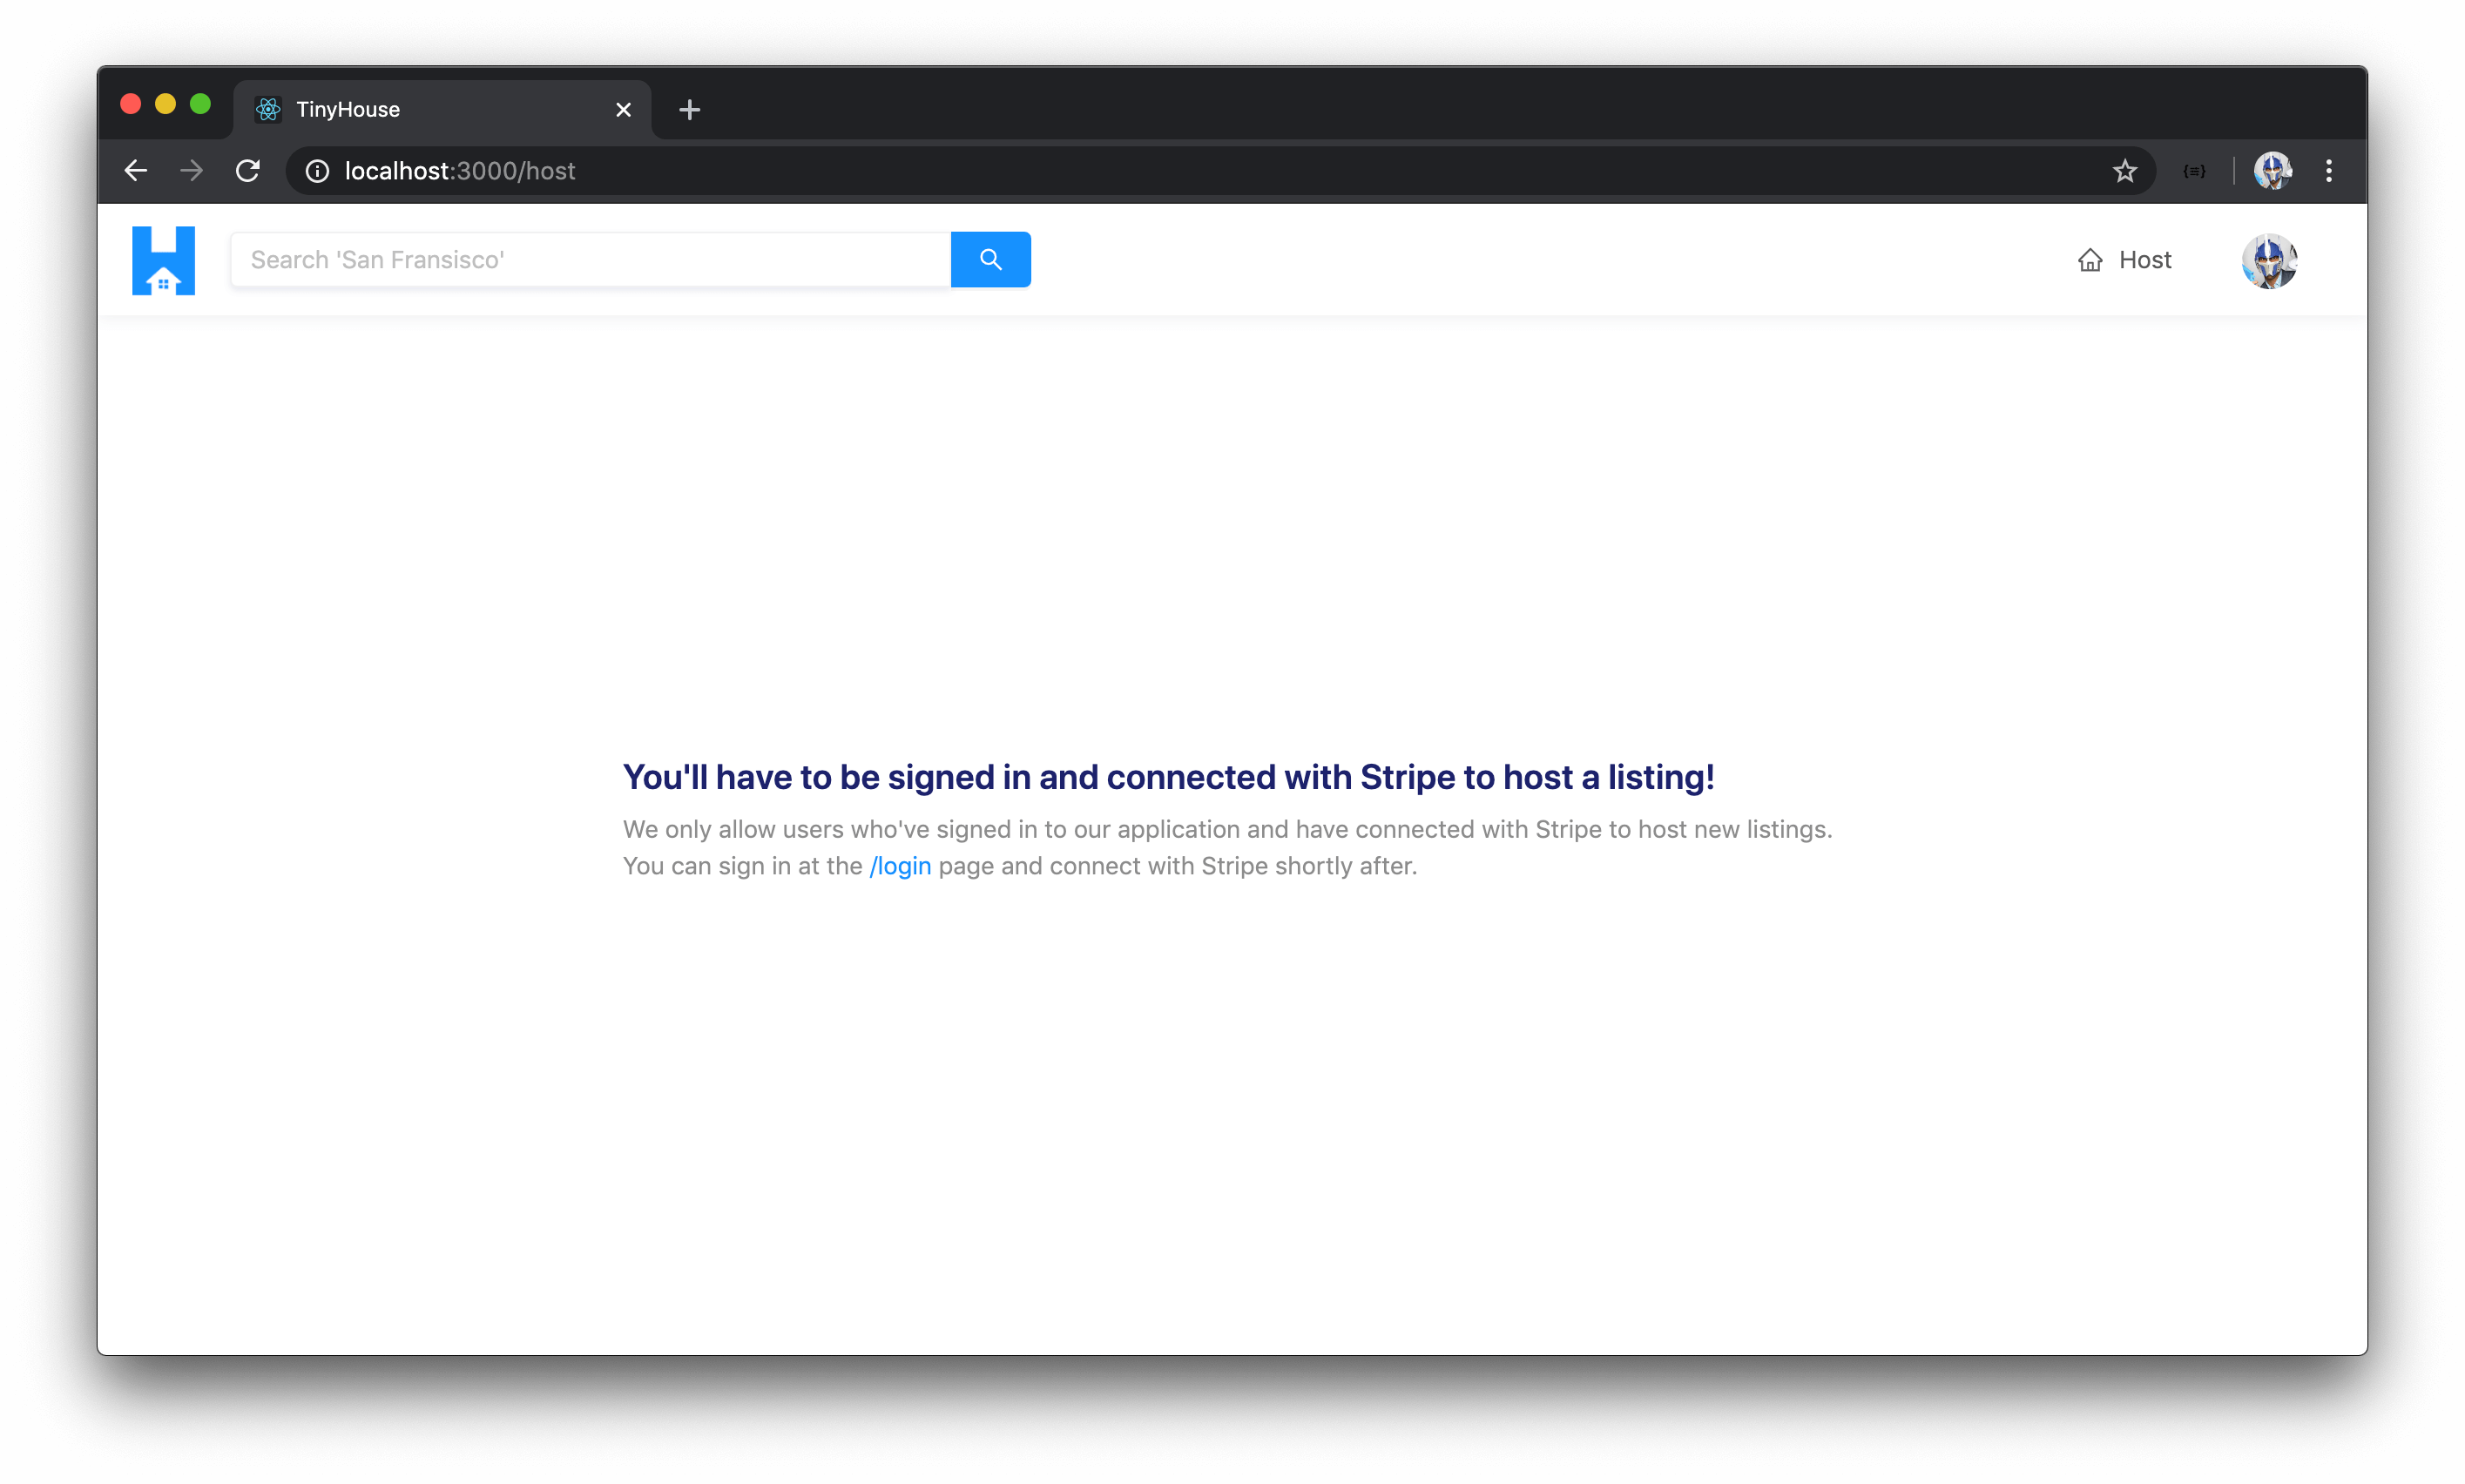 TinyHouse
localhost:3000/host
Search 'San Fransisco'
Host
You'll have to be signed in and connected with Stripe to host a listing!
We only allow users who've signed in to our application and have connected with Stripe to host new listings.
You can sign in at the /login page and connect with Stripe shortly after.